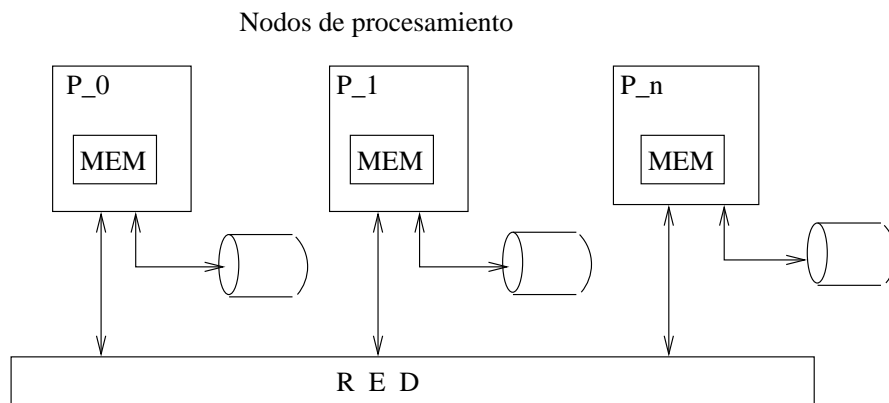 Nodos de procesamiento
P_0
P_1
P_n
MEM
MEM
MEM
R E D